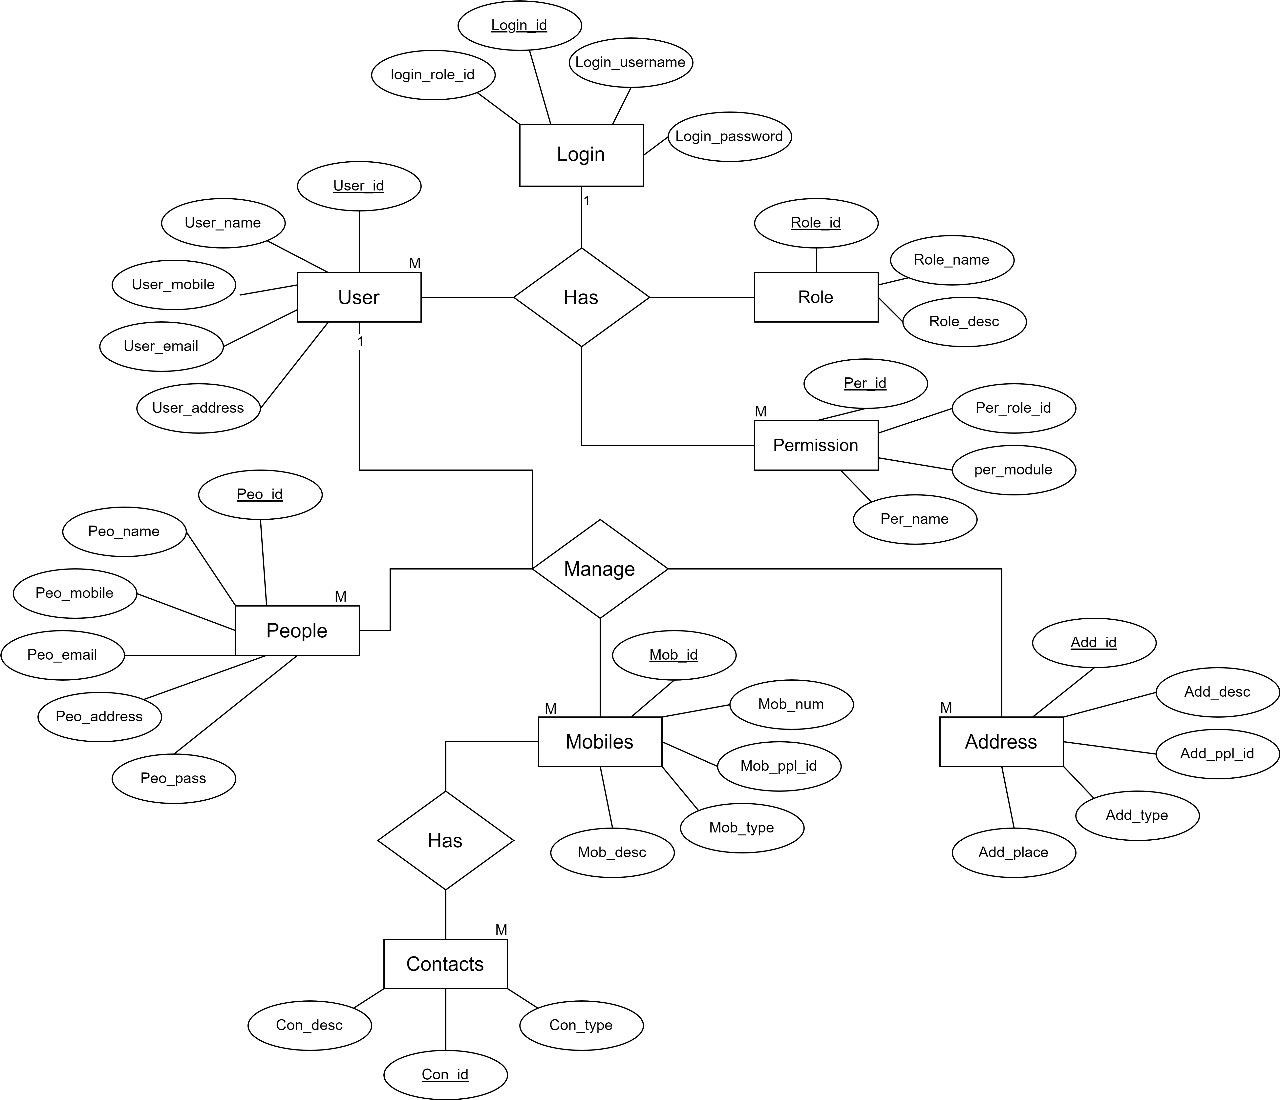 Login_id
Login_username
login_role_id
Login_password
Login
1
User_id
User_name
User_mobile
User_email
User_address
M
User
1
Has
Role_id
Role_name
Role
Role_desc
Per_id
M
Per_role_id
Permission
per_module
Per_name
Peo_id
Peo_name
Peo_mobile
M
People
Peo_email
Peo_address
Peo_pass
Manage
Mob_id
M
Mob_num
Mobiles
Mob_ppl_id
Mob_type
Mob_desc
Add_id
Add_desc
M
Address
Add_ppl_id
Add_type
Add_place
Has
M
Contacts
Con_desc
Con_type
Con_id